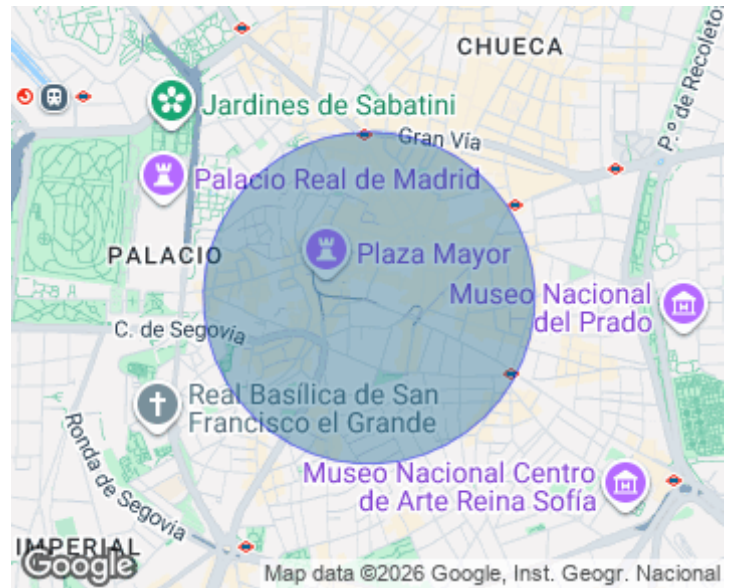 CHUECA
P.º de Recoletos
Jardines de Sabatini
Gran Vía
Palacio Real de Madrid
PALACIO
Plaza Mayor
Museo Nacional
del Prado
C. de Segovia
Real Basílica de San
Francisco el Grande
Ronda de Segovia
Museo Nacional Centro
de Arte Reina Sofía
IMPERIAL
Google
Map data ©2026 Google, Inst. Geogr. Nacional